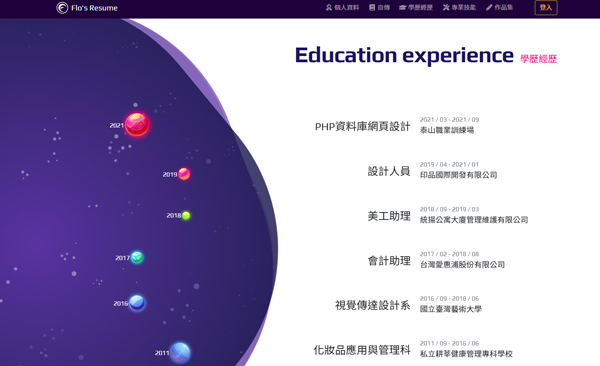 Flo's Resume
個人資料
自傳
學歷經歷
專業技能
作品集
登入
Education experience 學歷經歷
2021
PHP資料庫網頁設計
2021 / 03 - 2021 / 09
泰山職業訓練場
2019
設計人員
2019 / 04 - 2021 / 01
印品國際開發有限公司
2018
美工助理
2018 / 09 - 2019 / 03
統揚公寓大廈管理維護有限公司
2017
會計助理
2017 / 02 - 2018 / 08
台灣愛惠浦股份有限公司
2016
視覺傳達設計系
2016 / 09 - 2018 / 06
國立臺灣藝術大學
2011
化妝品應用與管理科
2011 / 09 - 2016 / 06
私立耕莘健康管理專科學校